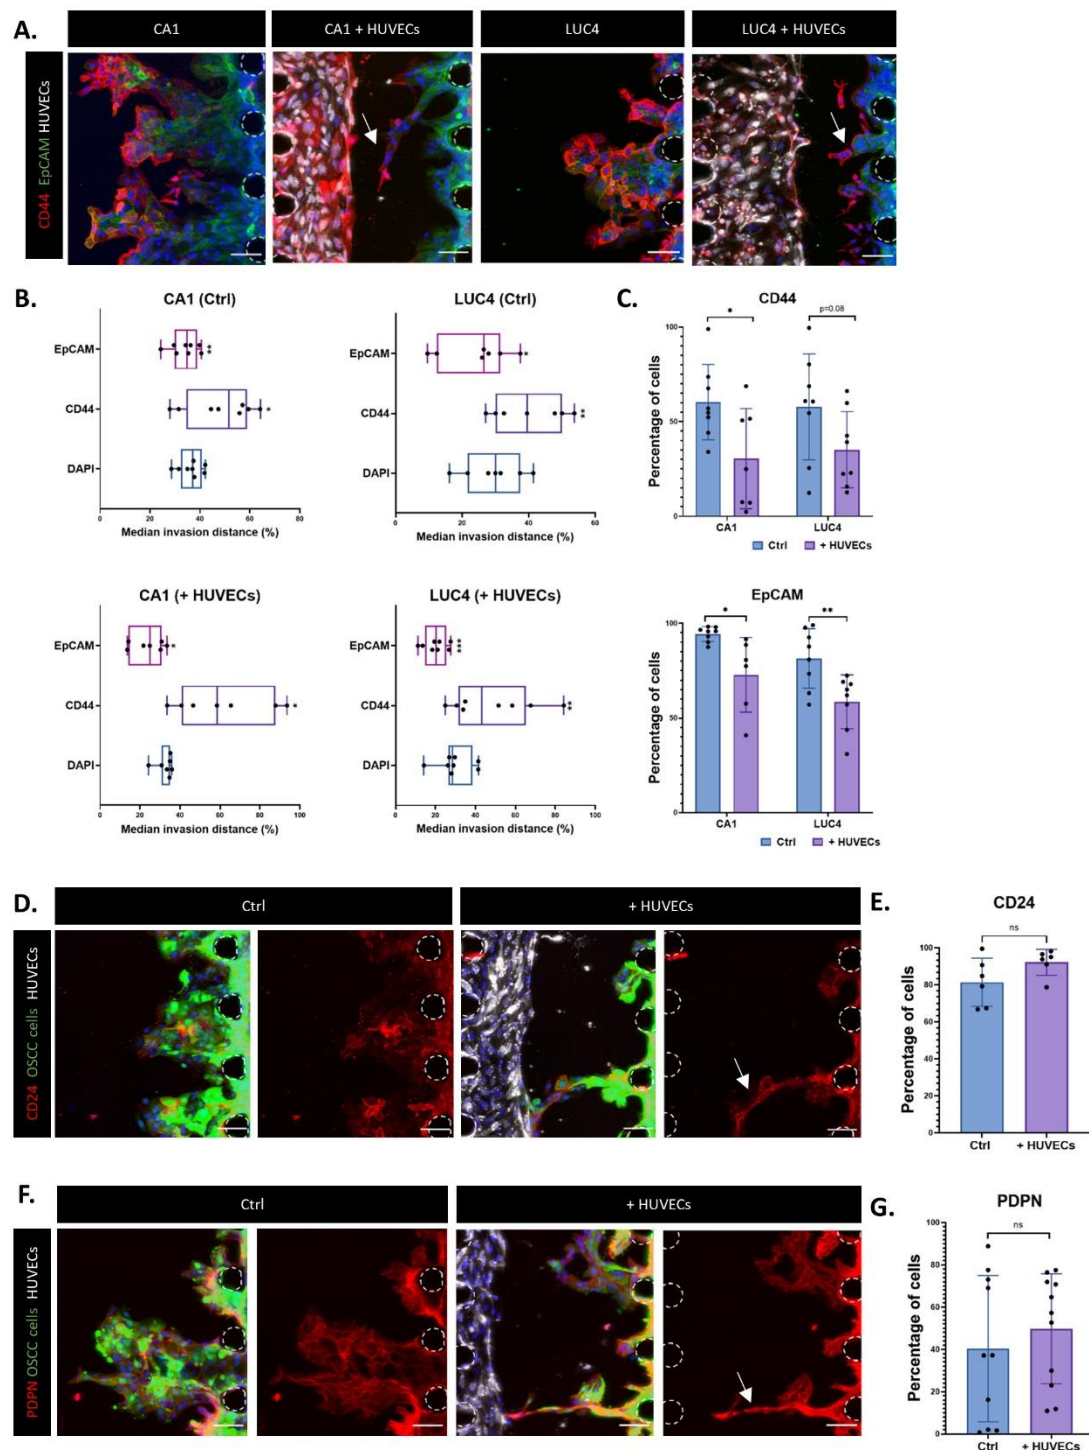 A.
CA1
CA1 + HUVECs
LUC4
LUC4 + HUVECs
CD44 EpCAM HUVECs
B.
CA1 (Ctrl)
EpCAM
**
CD44
*
DAPI
0 20 40 60 80
Median invasion distance (%)
LUC4 (Ctrl)
EpCAM
*
CD44
**
DAPI
0 20 40 60
Median invasion distance (%)
CA1 (+ HUVECs)
EpCAM
*
CD44
*
DAPI
0 20 40 60 80 100
Median invasion distance (%)
LUC4 (+ HUVECs)
EpCAM
***
CD44
**
DAPI
0 20 40 60 80 100
Median invasion distance (%)
C.
CD44
*
p=0.08
Percentage of cells
100
50
0
CA1 LUC4
Ctrl + HUVECs
EpCAM
*
**
Percentage of cells
100
50
0
CA1 LUC4
Ctrl + HUVECs
D.
Ctrl
+ HUVECs
CD24 OSCC cells HUVECs
E.
CD24
ns
Percentage of cells
100
80
60
40
20
0
Ctrl + HUVECs
F.
Ctrl
+ HUVECs
PDPN OSCC cells HUVECs
G.
PDPN
ns
Percentage of cells
100
80
60
40
20
0
Ctrl + HUVECs